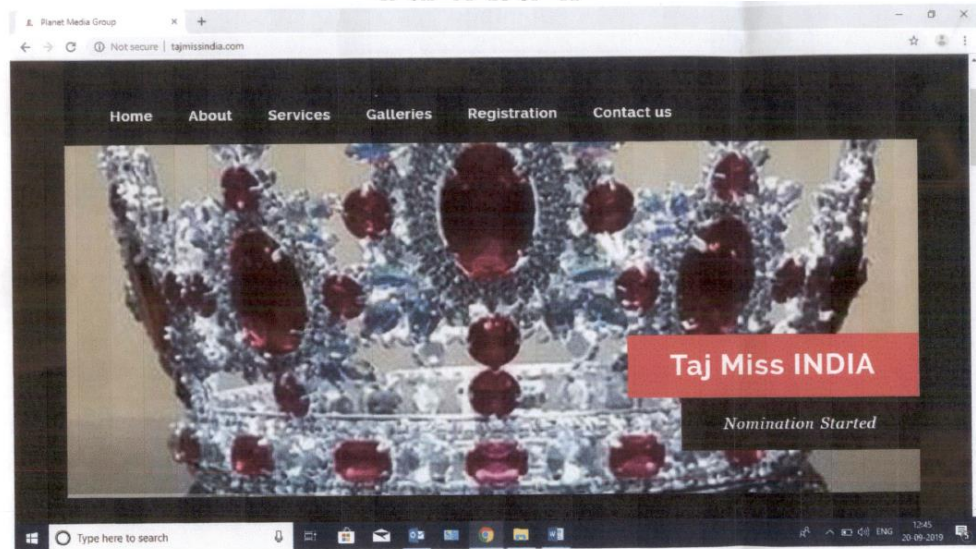 Planet Media Group
Not secure | tajmissindia.com
Home About Services Galleries Registration Contact us
Taj Miss INDIA
Nomination Started
Type here to search
ENG
12:45
20-09-2019